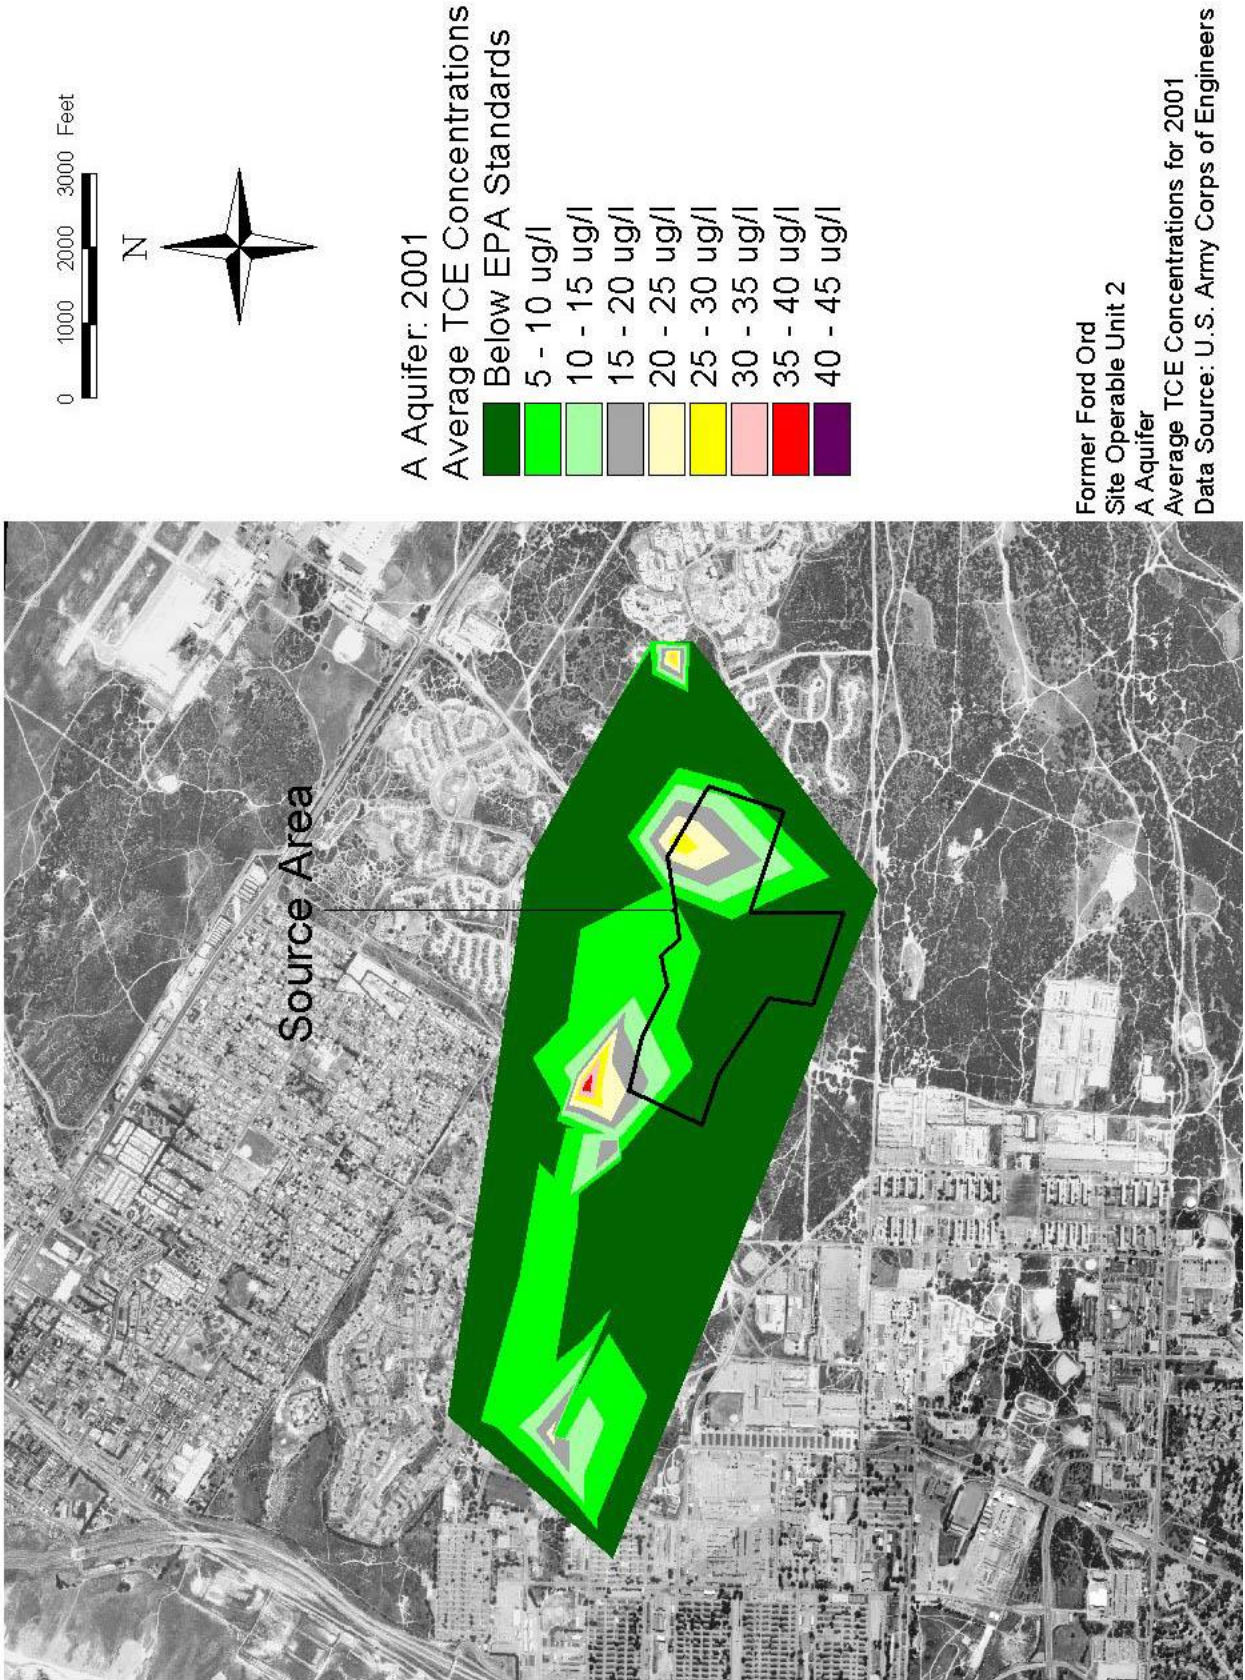 Source Area
0 1000 2000 3000 Feet
N
A Aquifer: 2001
Average TCE Concentrations
Below EPA Standards
5 - 10 ug/l
10 - 15 ug/l
15 - 20 ug/l
20 - 25 ug/l
25 - 30 ug/l
30 - 35 ug/l
35 - 40 ug/l
40 - 45 ug/l
Former Ford Ord
Site Operable Unit 2
A Aquifer
Average TCE Concentrations for 2001
Data Source: U.S. Army Corps of Engineers